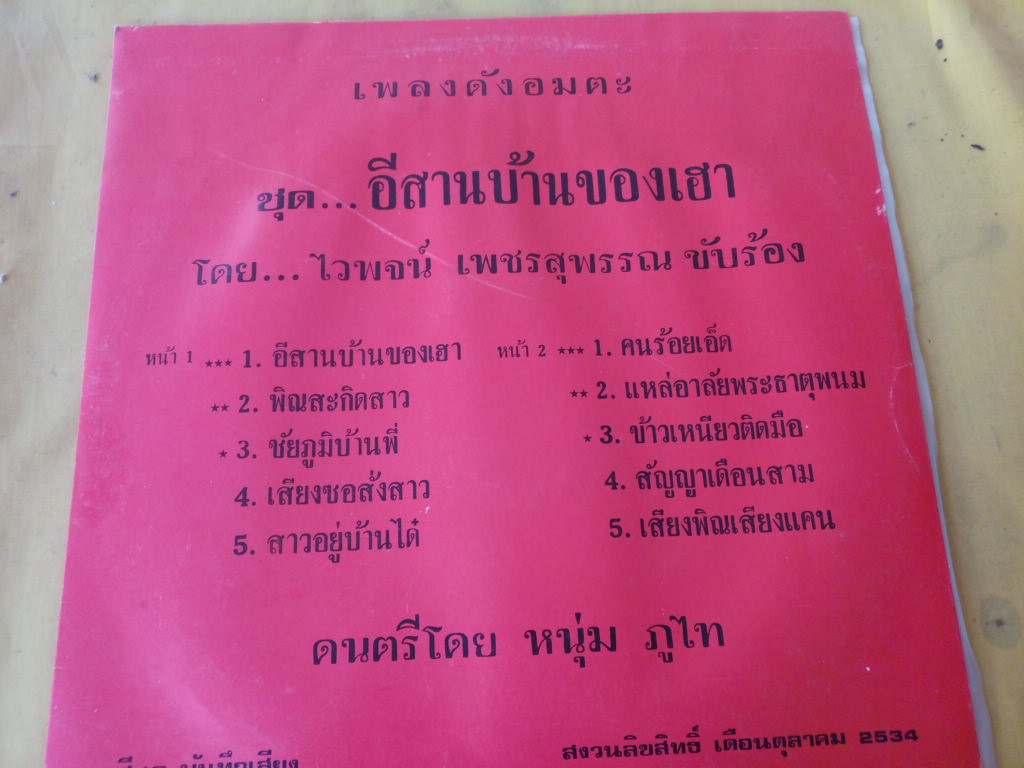 เพลงดังอมตะ
ชุด... อีสานบ้านของเฮา
โดย... ไวพจน์ เพชรสุพรรณ ขับร้อง
หน้า 1 ★★★ 1. อีสานบ้านของเฮา
★★ 2. พิณสะกิดสาว
★ 3. ชัยภูมิบ้านพี่
4. เสียงซอสั่งสาว
5. สาวอยู่บ้านได๋
หน้า 2 ★★★ 1. คนร้อยเอ็ด
★★ 2. แหล่อาลัยพระธาตุพนม
★ 3. ข้าวเหนียวติดมือ
4. สัญญาเดือนสาม
5. เสียงพิณเสียงแคน
ดนตรีโดย หนุ่ม ภูไท
บันทึกเสียง
สงวนลิขสิทธิ์ เดือนตุลาคม 2534